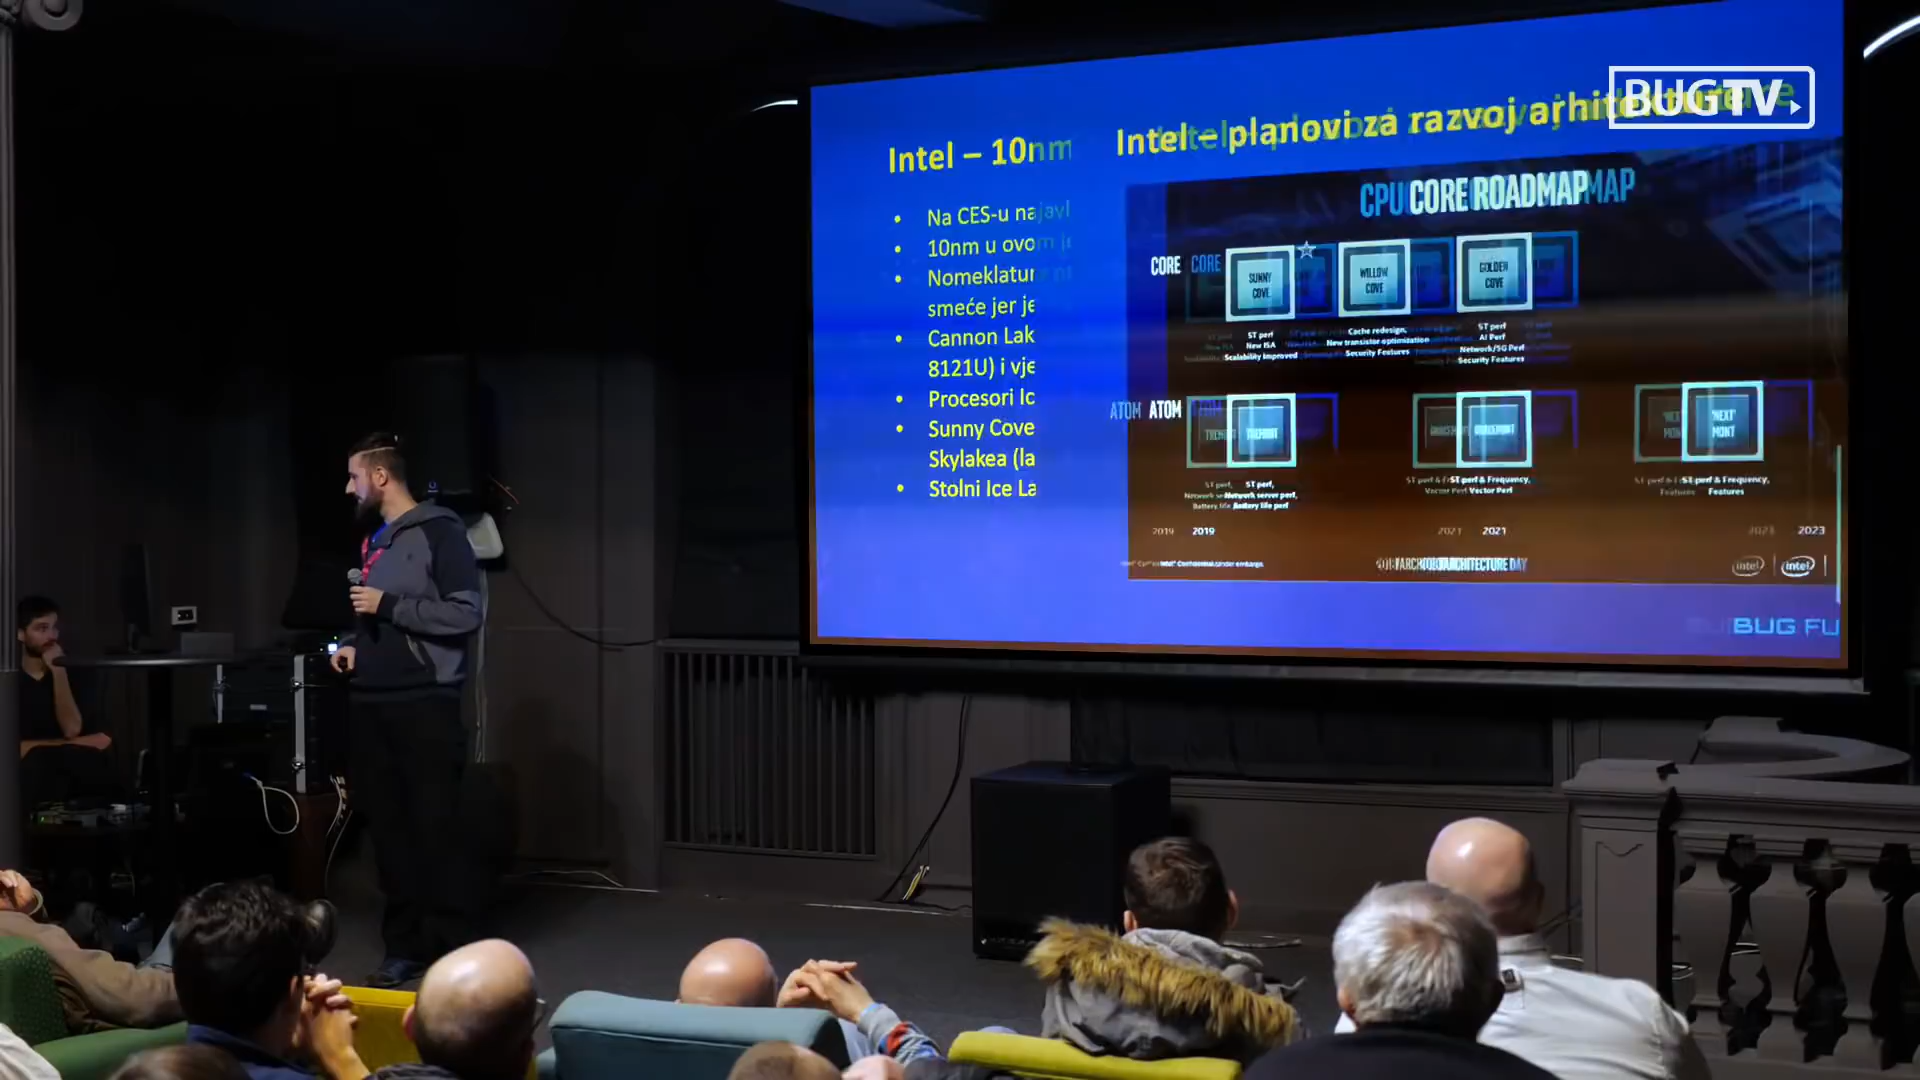 BUGTV
Intel – 10nm
Na CES-u najavl
10nm u ovom je
Nomeklatur
smeće jer je
Cannon Lak
8121U) i vje
Procesori Ic
Sunny Cove
Skylakea (la
Stolni Ice La
Intel – planovi za razvoj arhitekture
CPU CORE ROADMAP
CORE
SUNNY COVE
WILLOW COVE
GOLDEN COVE
ST perf
New ISA
Scalability Improved
Cache redesign,
New transistor optimization
Security Features
ST perf
AI Perf
Network/5G Perf
Security Features
ATOM
TREMONT
GRACEMONT
'NEXT' MONT
ST perf,
Network server perf,
Battery life perf
ST perf & Frequency,
Vector Perf
ST perf & Frequency,
Features
2019
2021
2023
ARCHITECTURE DAY
intel
BUG FU